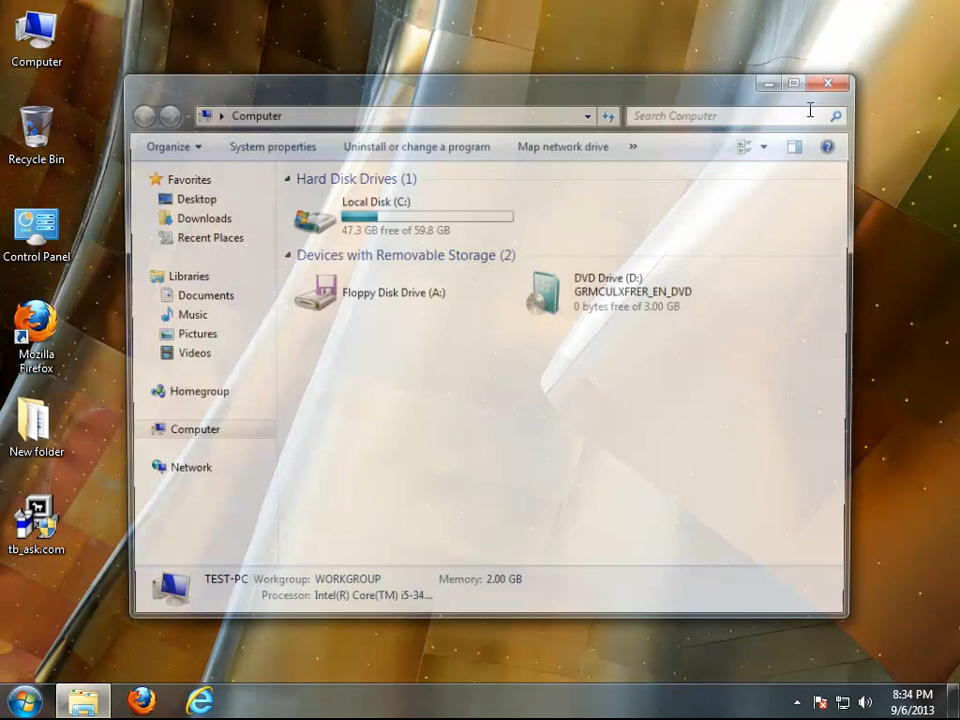 Computer
Recycle Bin
Control Panel
Mozilla
Firefox
New folder
tb_ask.com
Computer
Search Computer
Organize
System properties
Uninstall or change a program
Map network drive
»
Favorites
Desktop
Downloads
Recent Places
Libraries
Documents
Music
Pictures
Videos
Homegroup
Computer
Network
Hard Disk Drives (1)
Local Disk (C:)
47.3 GB free of 59.8 GB
Devices with Removable Storage (2)
Floppy Disk Drive (A:)
DVD Drive (D:)
GRMCULXFRER_EN_DVD
0 bytes free of 3.00 GB
TEST-PC Workgroup: WORKGROUP Memory: 2.00 GB
Processor: Intel(R) Core(TM) i5-34...
8:34 PM
9/6/2013